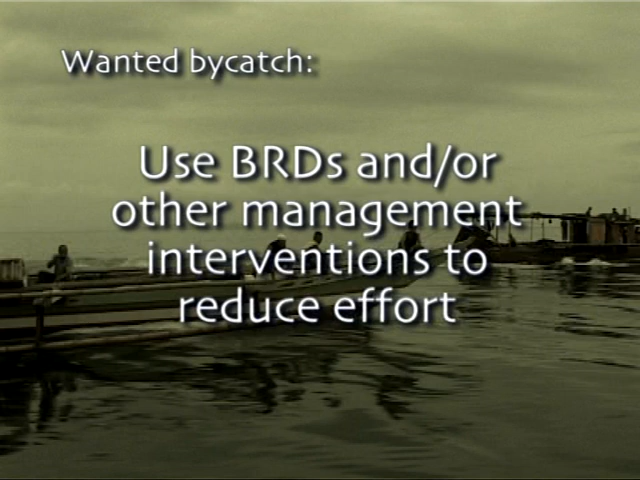 Wanted bycatch:
Use BRDs and/or
other management
interventions to
reduce effort